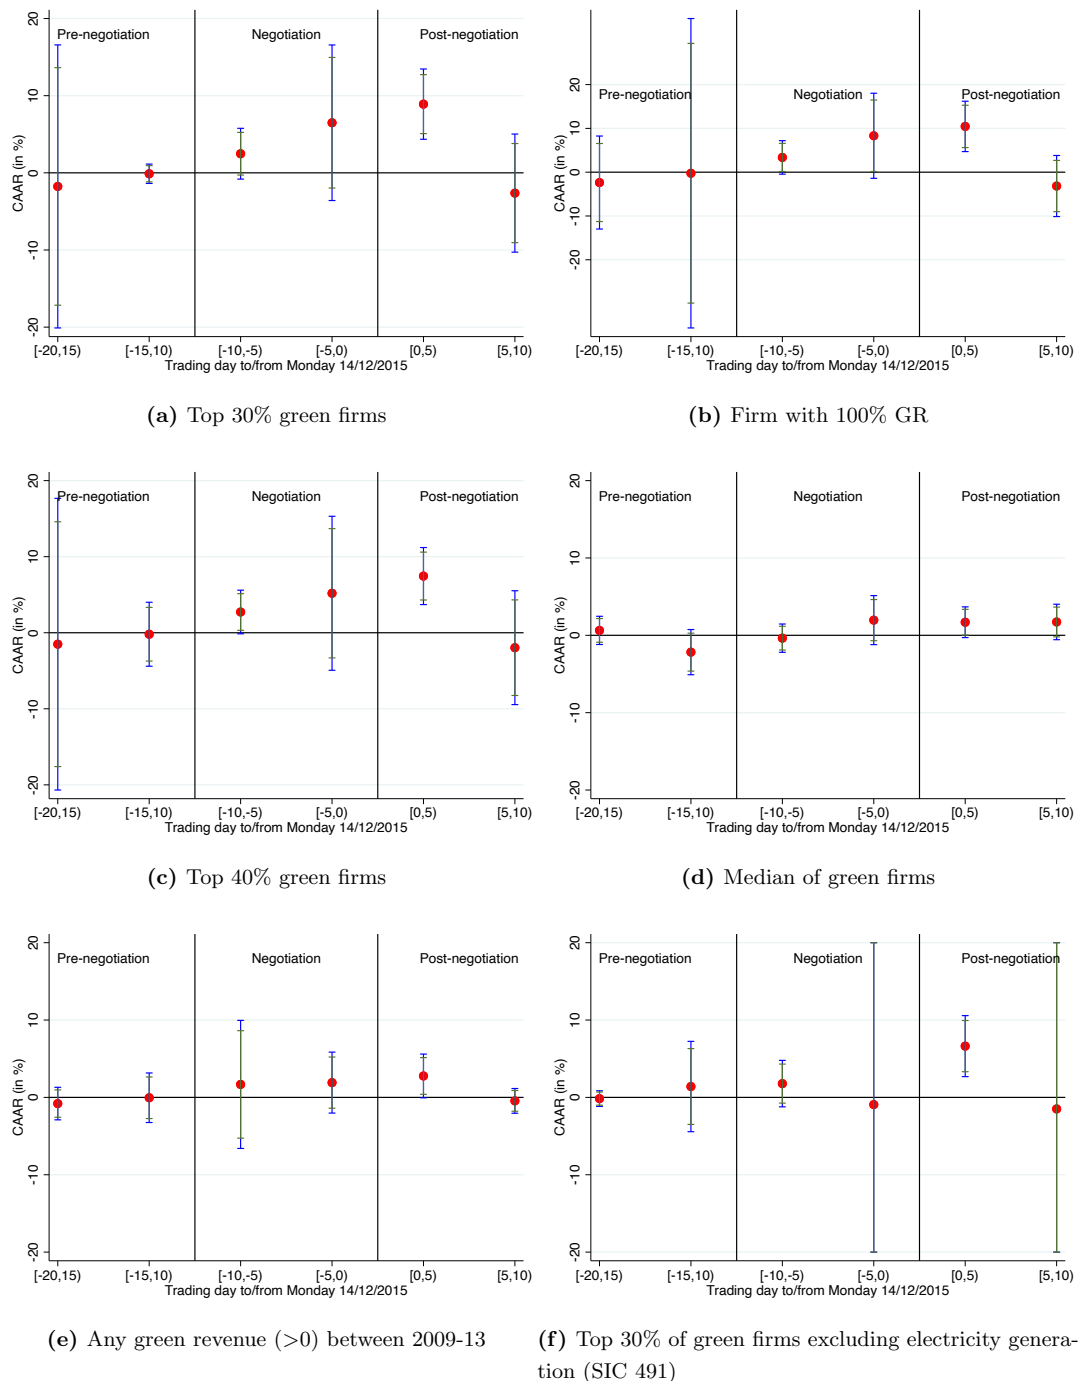 20
10
0
-10
-20
CAAR (in %)
Pre-negotiation
Negotiation
Post-negotiation
[-20,15)
[-15,10)
[-10,-5)
[-5,0)
[0,5)
[5,10)
Trading day to/from Monday 14/12/2015
(a) Top 30% green firms
20
10
0
-10
-20
CAAR (in %)
Pre-negotiation
Negotiation
Post-negotiation
[-20,15)
[-15,10)
[-10,-5)
[-5,0)
[0,5)
[5,10)
Trading day to/from Monday 14/12/2015
(b) Firm with 100% GR
20
10
0
-10
-20
CAAR (in %)
Pre-negotiation
Negotiation
Post-negotiation
[-20,15)
[-15,10)
[-10,-5)
[-5,0)
[0,5)
[5,10)
Trading day to/from Monday 14/12/2015
(c) Top 40% green firms
20
10
0
-10
-20
CAAR (in %)
Pre-negotiation
Negotiation
Post-negotiation
[-20,15)
[-15,10)
[-10,-5)
[-5,0)
[0,5)
[5,10)
Trading day to/from Monday 14/12/2015
(d) Median of green firms
20
10
0
-10
-20
CAAR (in %)
Pre-negotiation
Negotiation
Post-negotiation
[-20,15)
[-15,10)
[-10,-5)
[-5,0)
[0,5)
[5,10)
Trading day to/from Monday 14/12/2015
(e) Any green revenue (>0) between 2009-13
20
10
0
-10
-20
CAAR (in %)
Pre-negotiation
Negotiation
Post-negotiation
[-20,15)
[-15,10)
[-10,-5)
[-5,0)
[0,5)
[5,10)
Trading day to/from Monday 14/12/2015
(f) Top 30% of green firms excluding electricity genera-
tion (SIC 491)